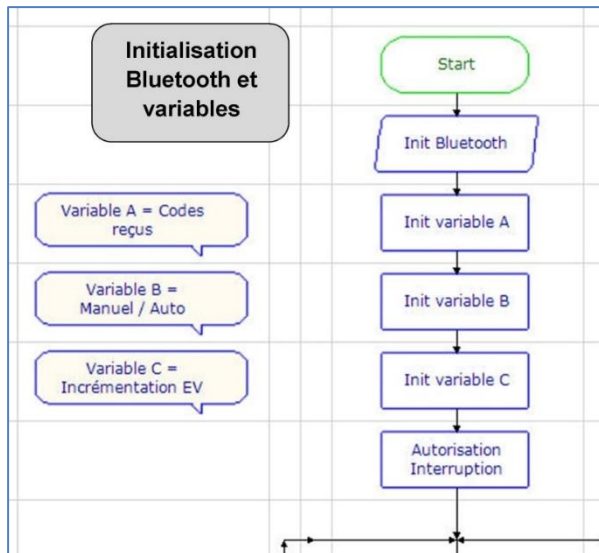 Initialisation
Bluetooth et
variables
Start
Init Bluetooth
Variable A = Codes
reçus
Init variable A
Variable B =
Manuel / Auto
Init variable B
Variable C =
Incrémentation EV
Init variable C
Autorisation
Interruption